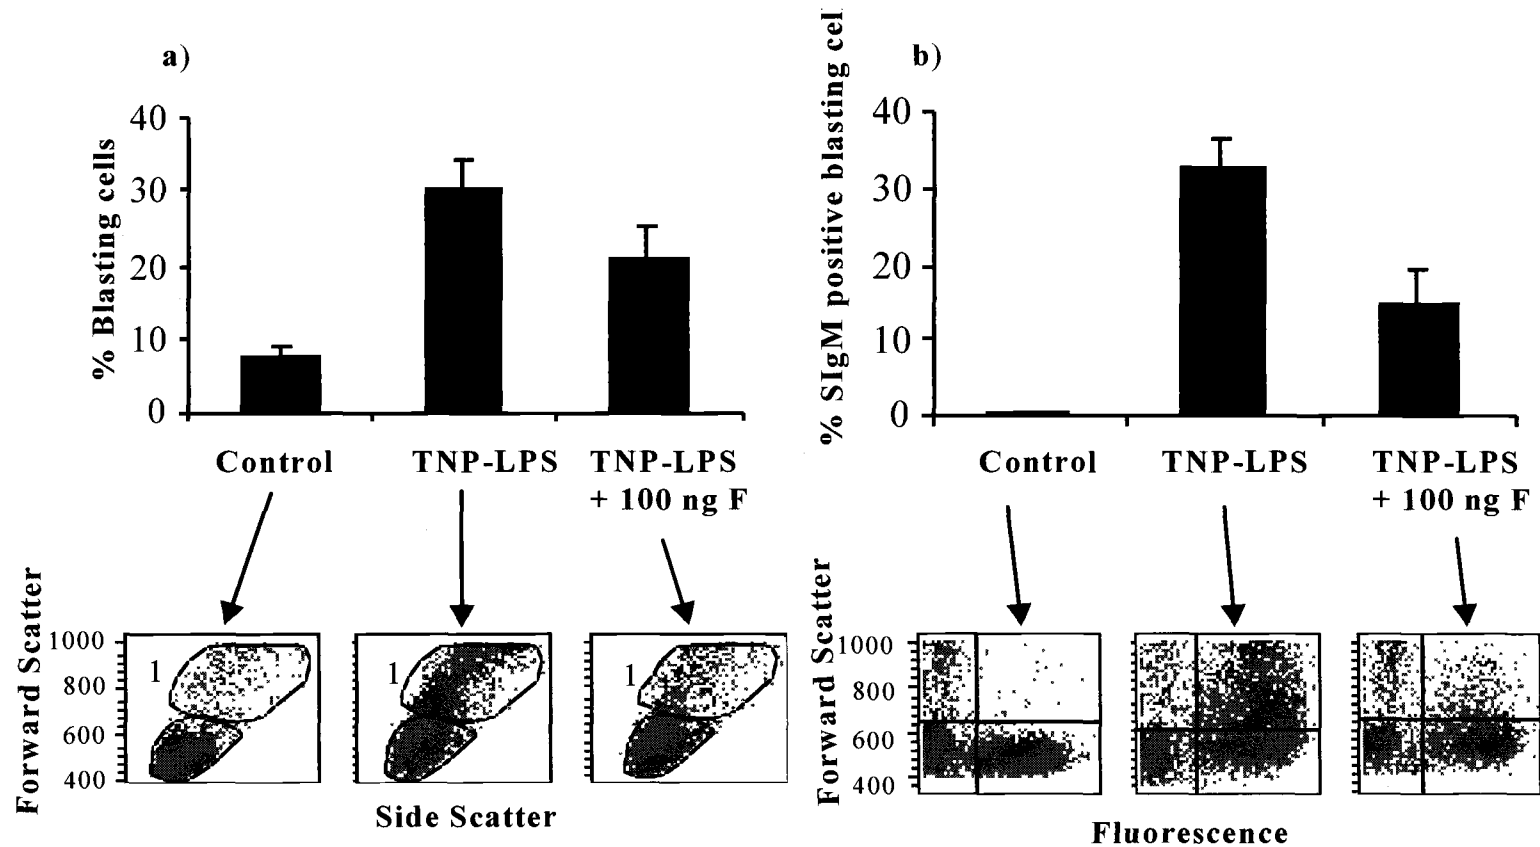 a)
% Blasting cells
40
30
20
10
0
Control
TNP-LPS
TNP-LPS
+ 100 ng F
Forward Scatter
1000
800
600
400
1
1
1
Side Scatter
b)
% SIgM positive blasting cel
40
30
20
10
0
Control
TNP-LPS
TNP-LPS
+ 100 ng F
Forward Scatter
1000
800
600
400
Fluorescence